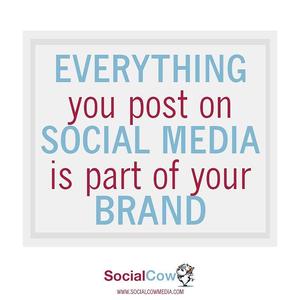 EVERYTHING
you post on
SOCIAL MEDIA
is part of your
BRAND
SocialCow
WWW.SOCIALCOWMEDIA.COM